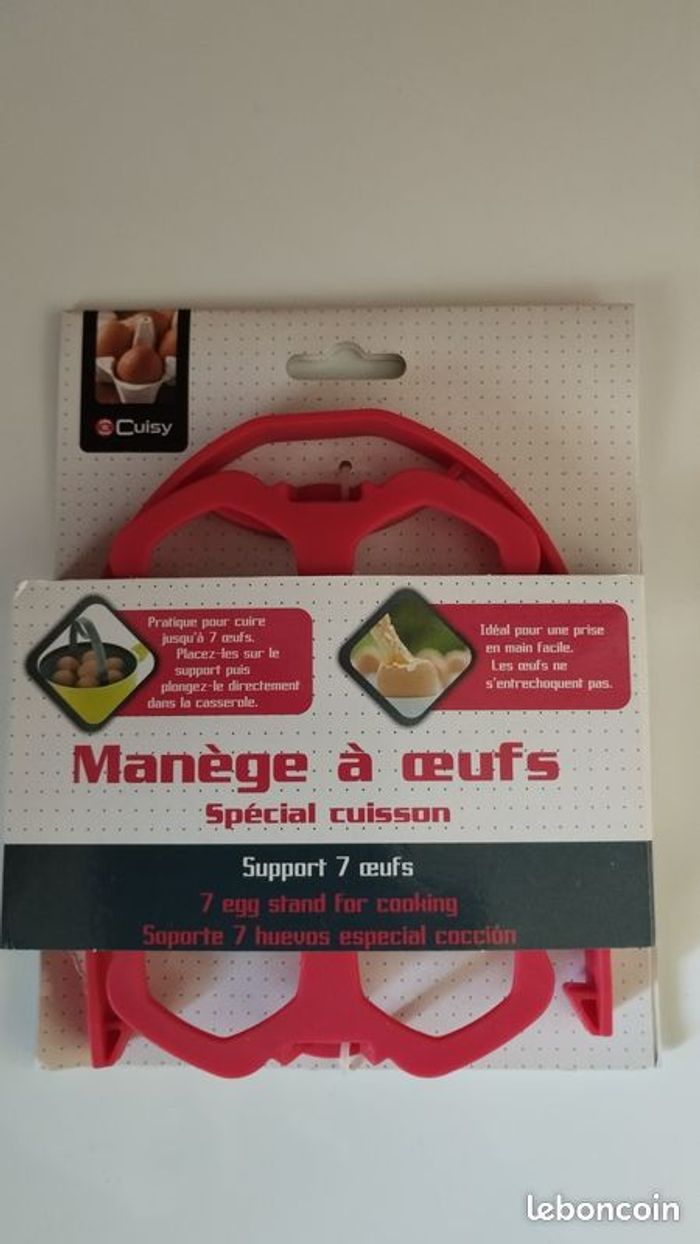 Cuisy
Pratique pour cuire
jusqu'à 7 œufs.
Placez-les sur le
support puis
plongez-le directement
dans la casserole.
Idéal pour une prise
en main facile.
Les œufs ne
s'entrechoquent pas.
Manège à œufs
Spécial cuisson
Support 7 œufs
7 egg stand for cooking
Soporte 7 huevos especial cocción
leboncoin